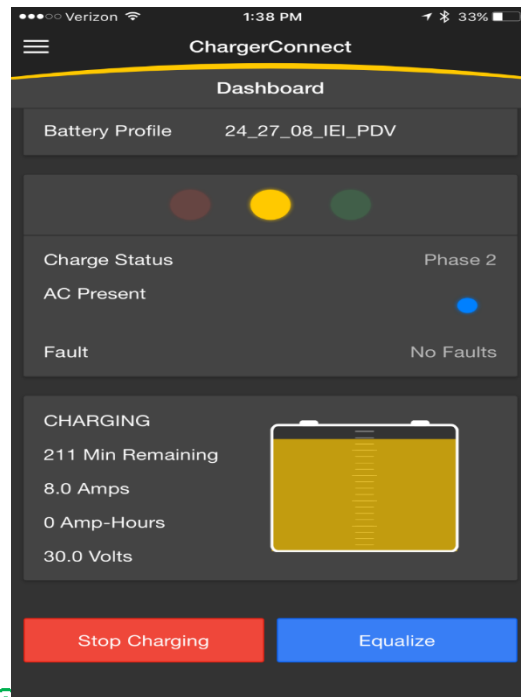 Verizon 1:38 PM 33%
ChargerConnect
Dashboard
Battery Profile 24_27_08_IEI_PDV
Charge Status Phase 2
AC Present
Fault No Faults
CHARGING
211 Min Remaining
8.0 Amps
0 Amp-Hours
30.0 Volts
Stop Charging Equalize